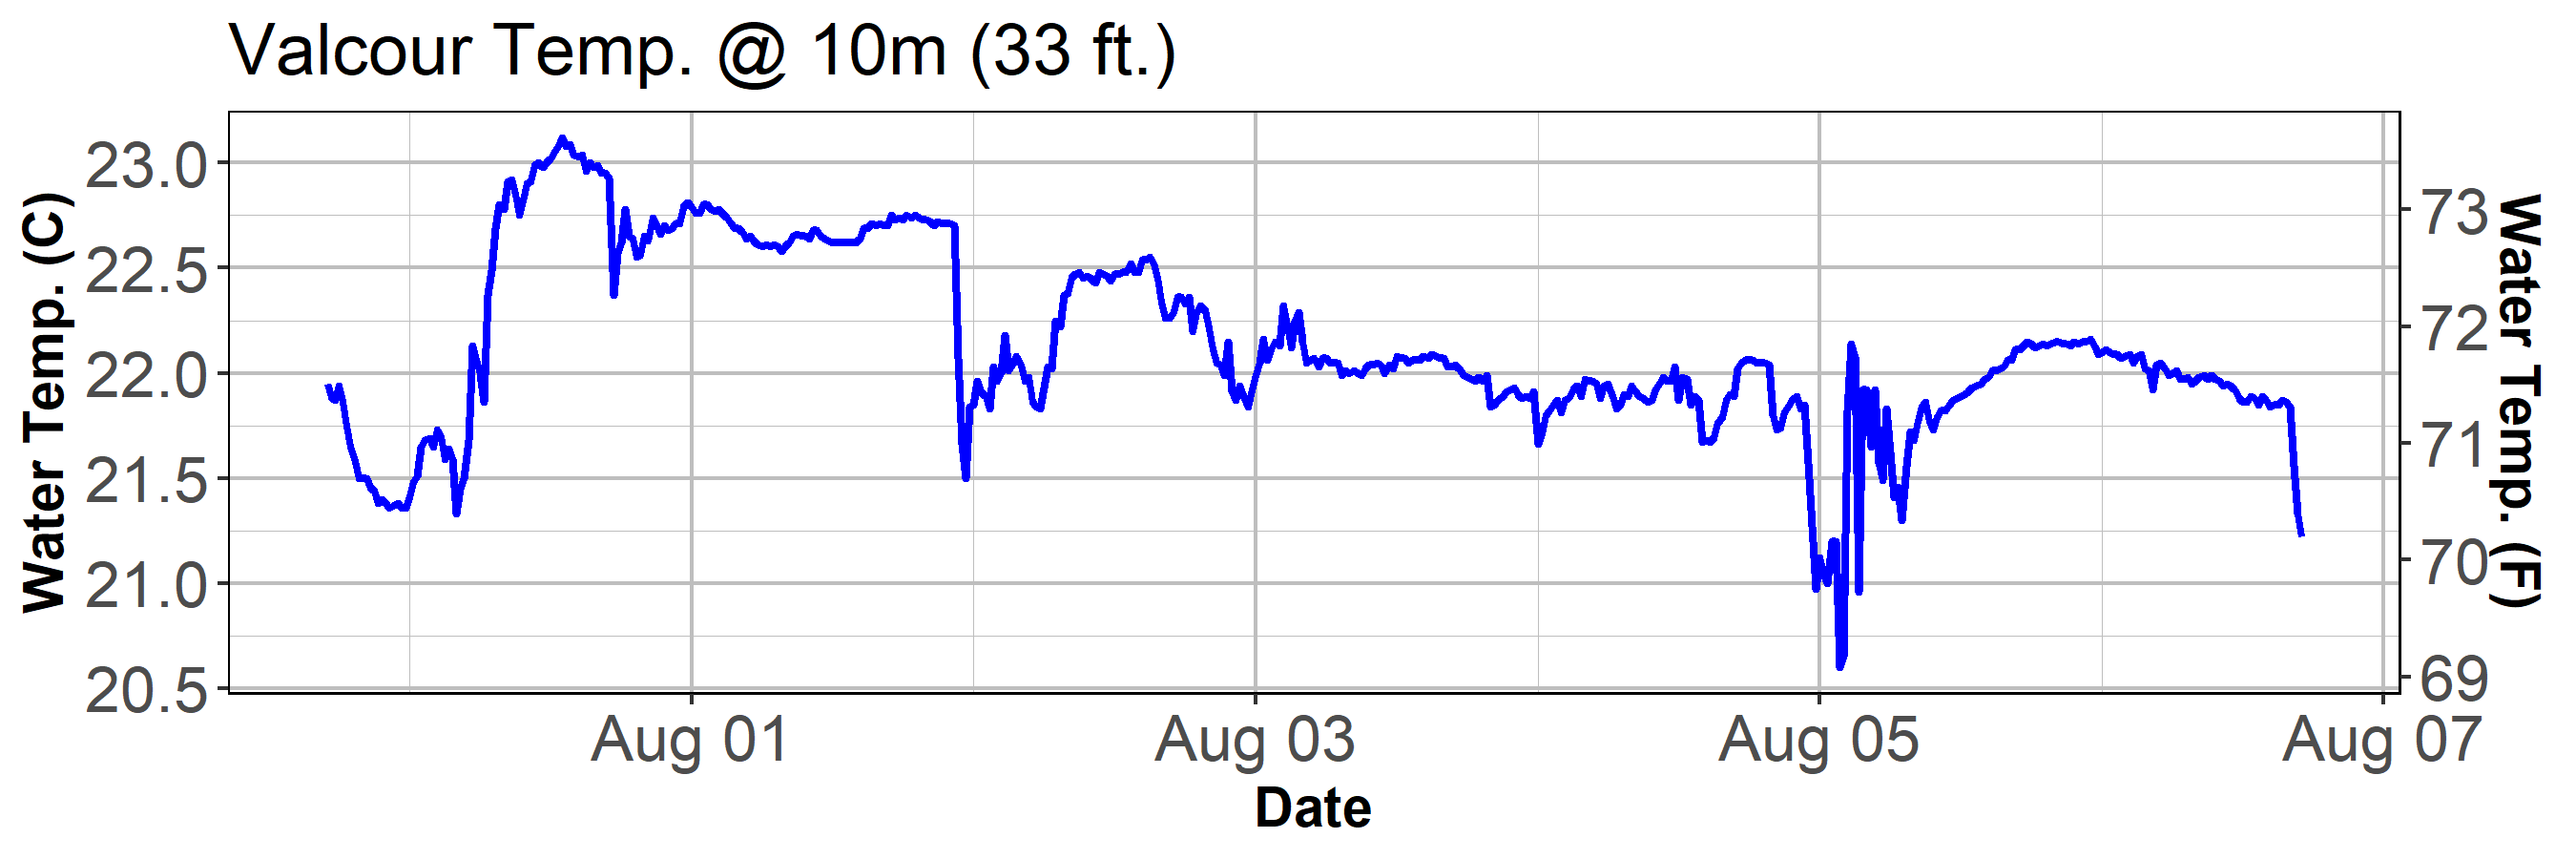 Valcour Temp. @ 10m (33 ft.)
Water Temp. (C)
23.0
22.5
22.0
21.5
21.0
20.5
73
72
71
70
69
Water Temp. (F)
Aug 01 Aug 03 Aug 05 Aug 07
Date